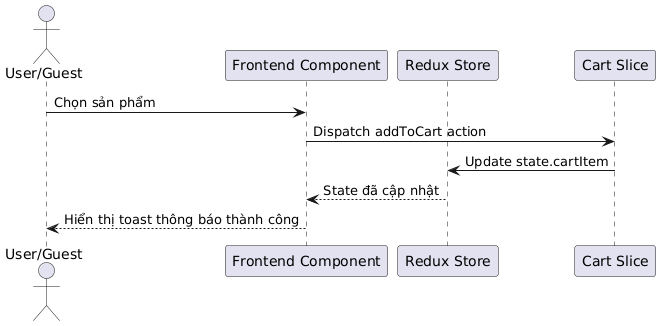 User/Guest
Frontend Component
Redux Store
Cart Slice
Chọn sản phẩm
Dispatch addToCart action
Update state.cartItem
State đã cập nhật
Hiển thị toast thông báo thành công
User/Guest
Frontend Component
Redux Store
Cart Slice